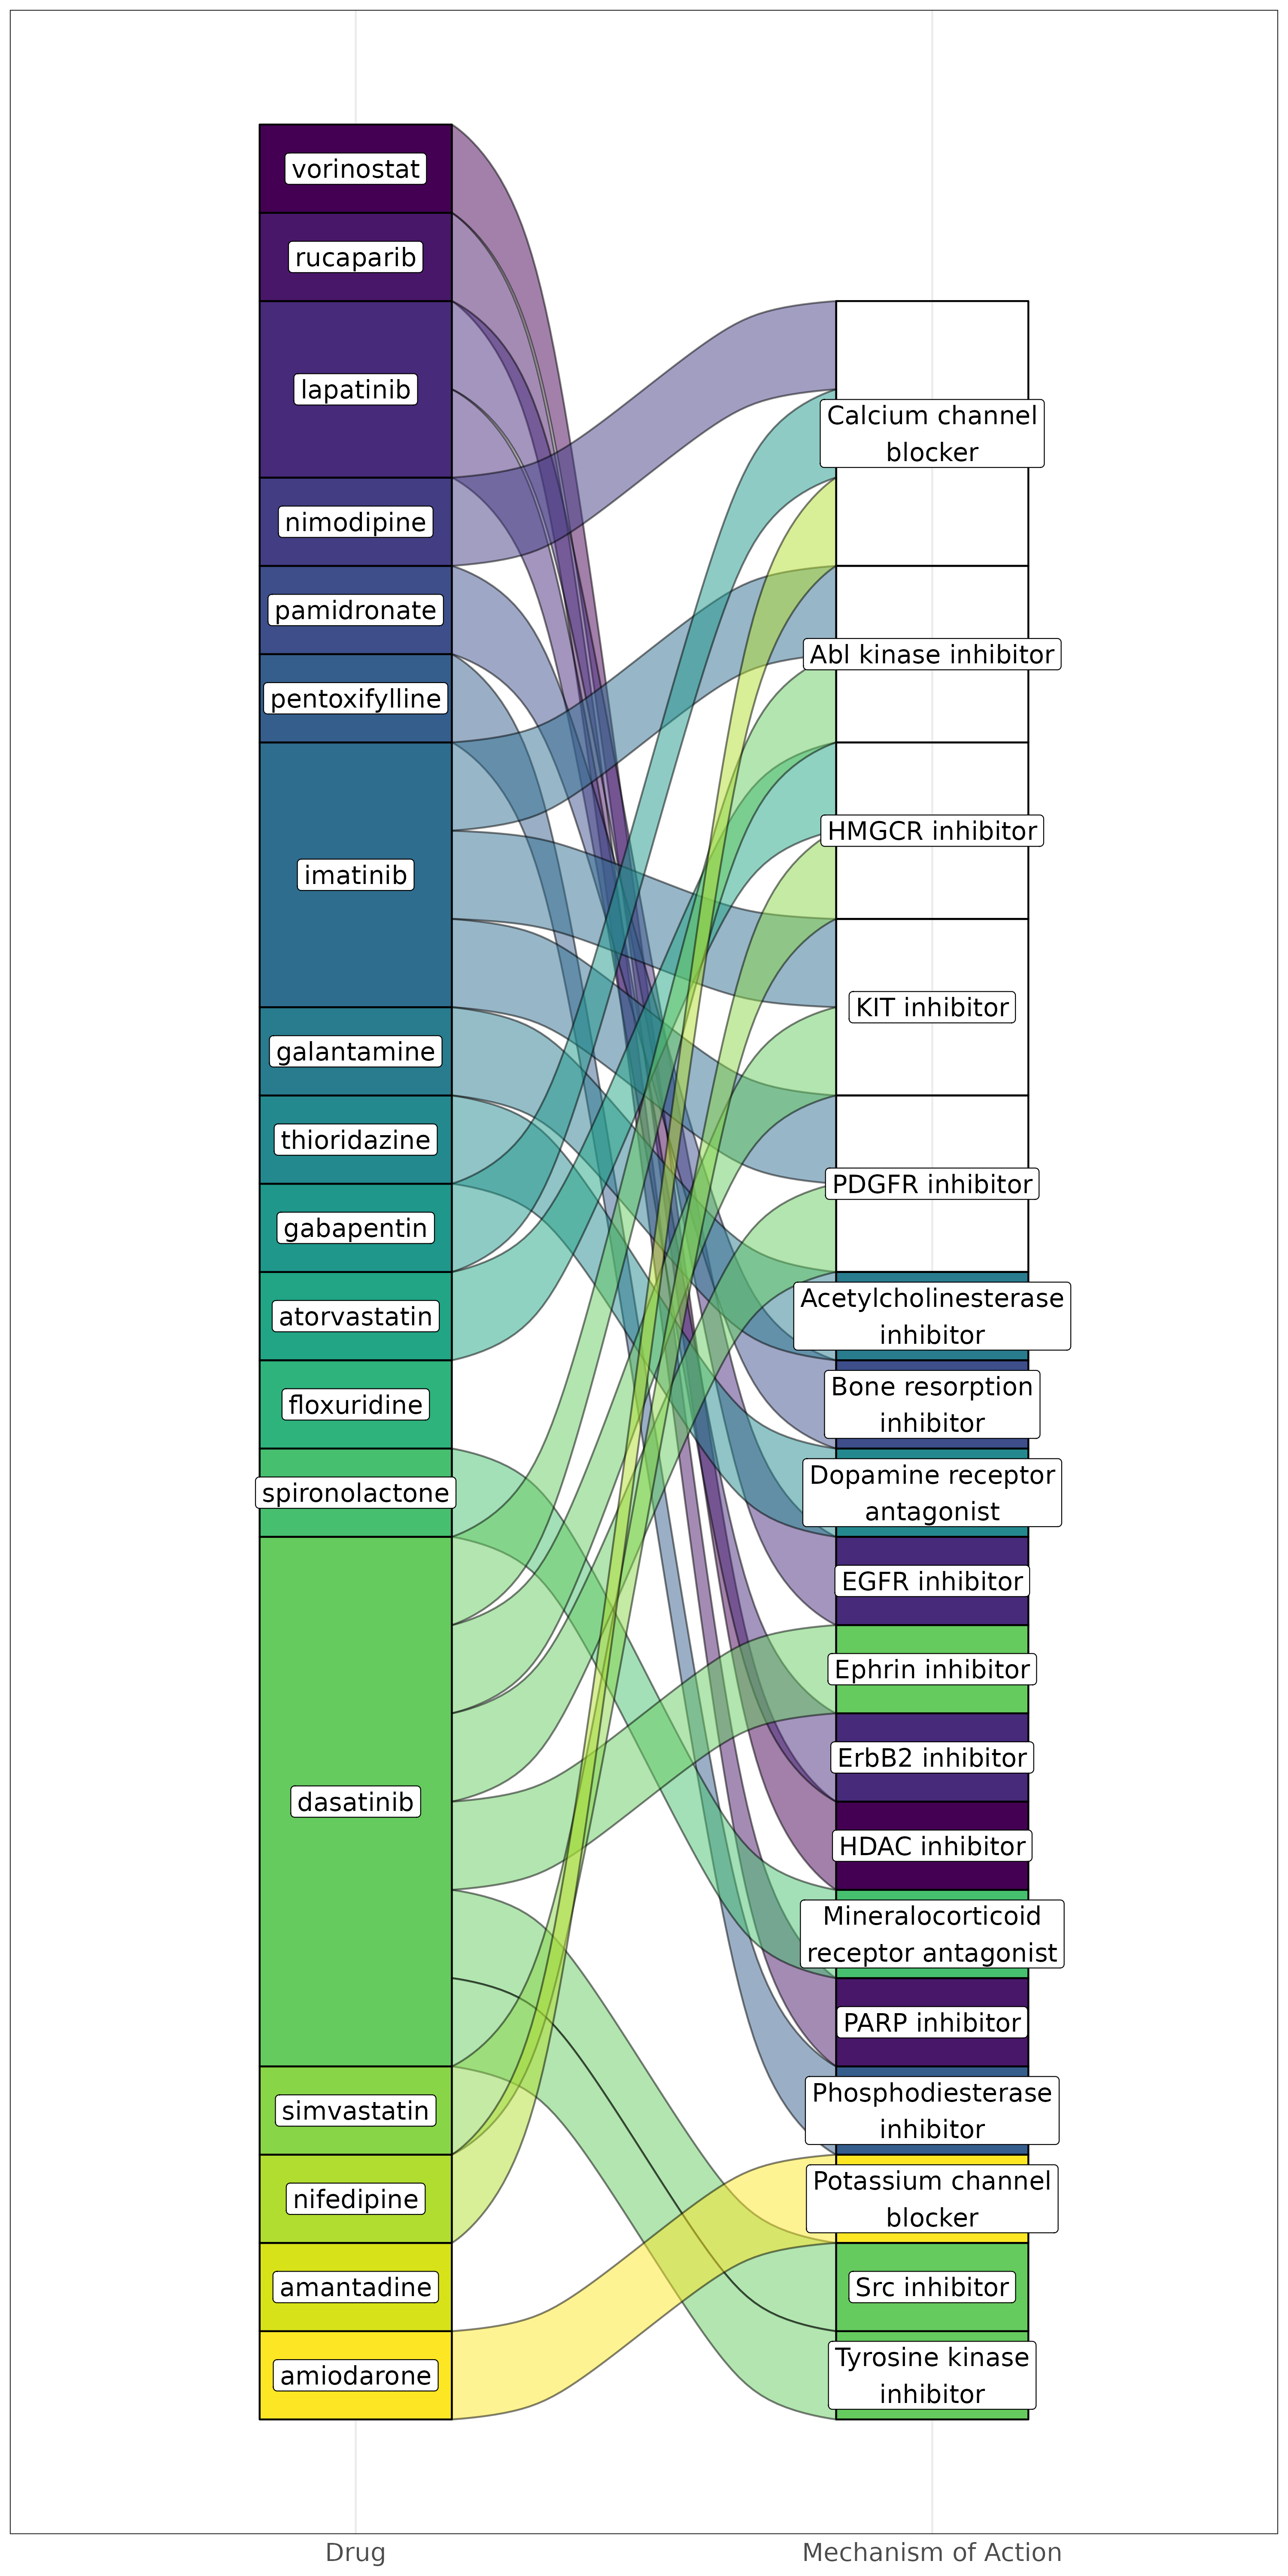 vorinostat
rucaparib
lapatinib
nimodipine
pamidronate
pentoxifylline
imatinib
galantamine
thioridazine
gabapentin
atorvastatin
floxuridine
spironolactone
dasatinib
simvastatin
nifedipine
amantadine
amiodarone
Calcium channel
blocker
Abl kinase inhibitor
HMGCR inhibitor
KIT inhibitor
PDGFR inhibitor
Acetylcholinesterase
inhibitor
Bone resorption
inhibitor
Dopamine receptor
antagonist
EGFR inhibitor
Ephrin inhibitor
ErbB2 inhibitor
HDAC inhibitor
Mineralocorticoid
receptor antagonist
PARP inhibitor
Phosphodiesterase
inhibitor
Potassium channel
blocker
Src inhibitor
Tyrosine kinase
inhibitor
Drug
Mechanism of Action